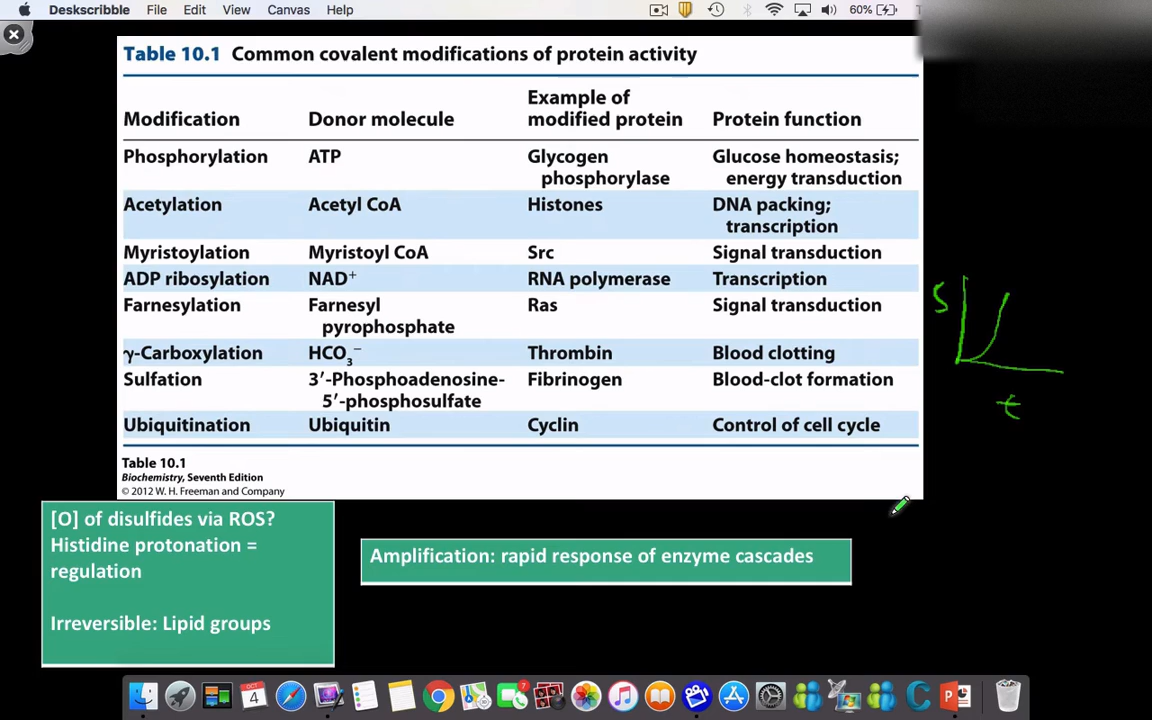 Deskscribble File Edit View Canvas Help 60%
Table 10.1 Common covalent modifications of protein activity
Modification Donor molecule Example of modified protein Protein function
Phosphorylation ATP Glycogen phosphorylase Glucose homeostasis; energy transduction
Acetylation Acetyl CoA Histones DNA packing; transcription
Myristoylation Myristoyl CoA Src Signal transduction
ADP ribosylation NAD⁺ RNA polymerase Transcription
Farnesylation Farnesyl pyrophosphate Ras Signal transduction
γ-Carboxylation HCO₃⁻ Thrombin Blood clotting
Sulfation 3′-Phosphoadenosine-5′-phosphosulfate Fibrinogen Blood-clot formation
Ubiquitination Ubiquitin Cyclin Control of cell cycle
Table 10.1
Biochemistry, Seventh Edition
© 2012 W. H. Freeman and Company
S
t
[O] of disulfides via ROS?
Histidine protonation =
regulation
Irreversible: Lipid groups
Amplification: rapid response of enzyme cascades
OCT
4
7